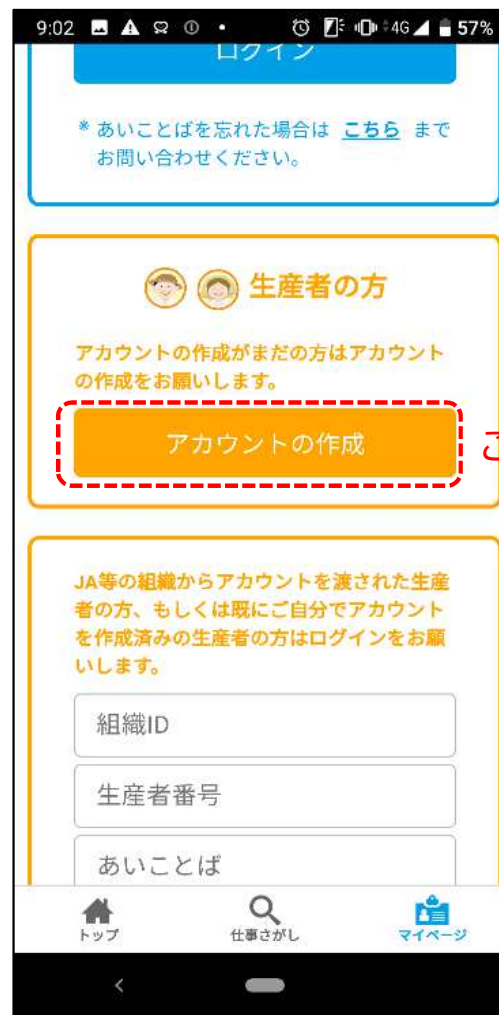 9:02 4G 57%
ログイン
* あいことばを忘れた場合は こちら まで
お問い合わせください。
生産者の方
アカウントの作成がまだの方はアカウント
の作成をお願いします。
アカウントの作成
こ
JA等の組織からアカウントを渡された生産
者の方、もしくは既にご自分でアカウント
を作成済みの生産者の方はログインをお願
いします。
組織ID
生産者番号
あいことば
トップ 仕事さがし マイページ